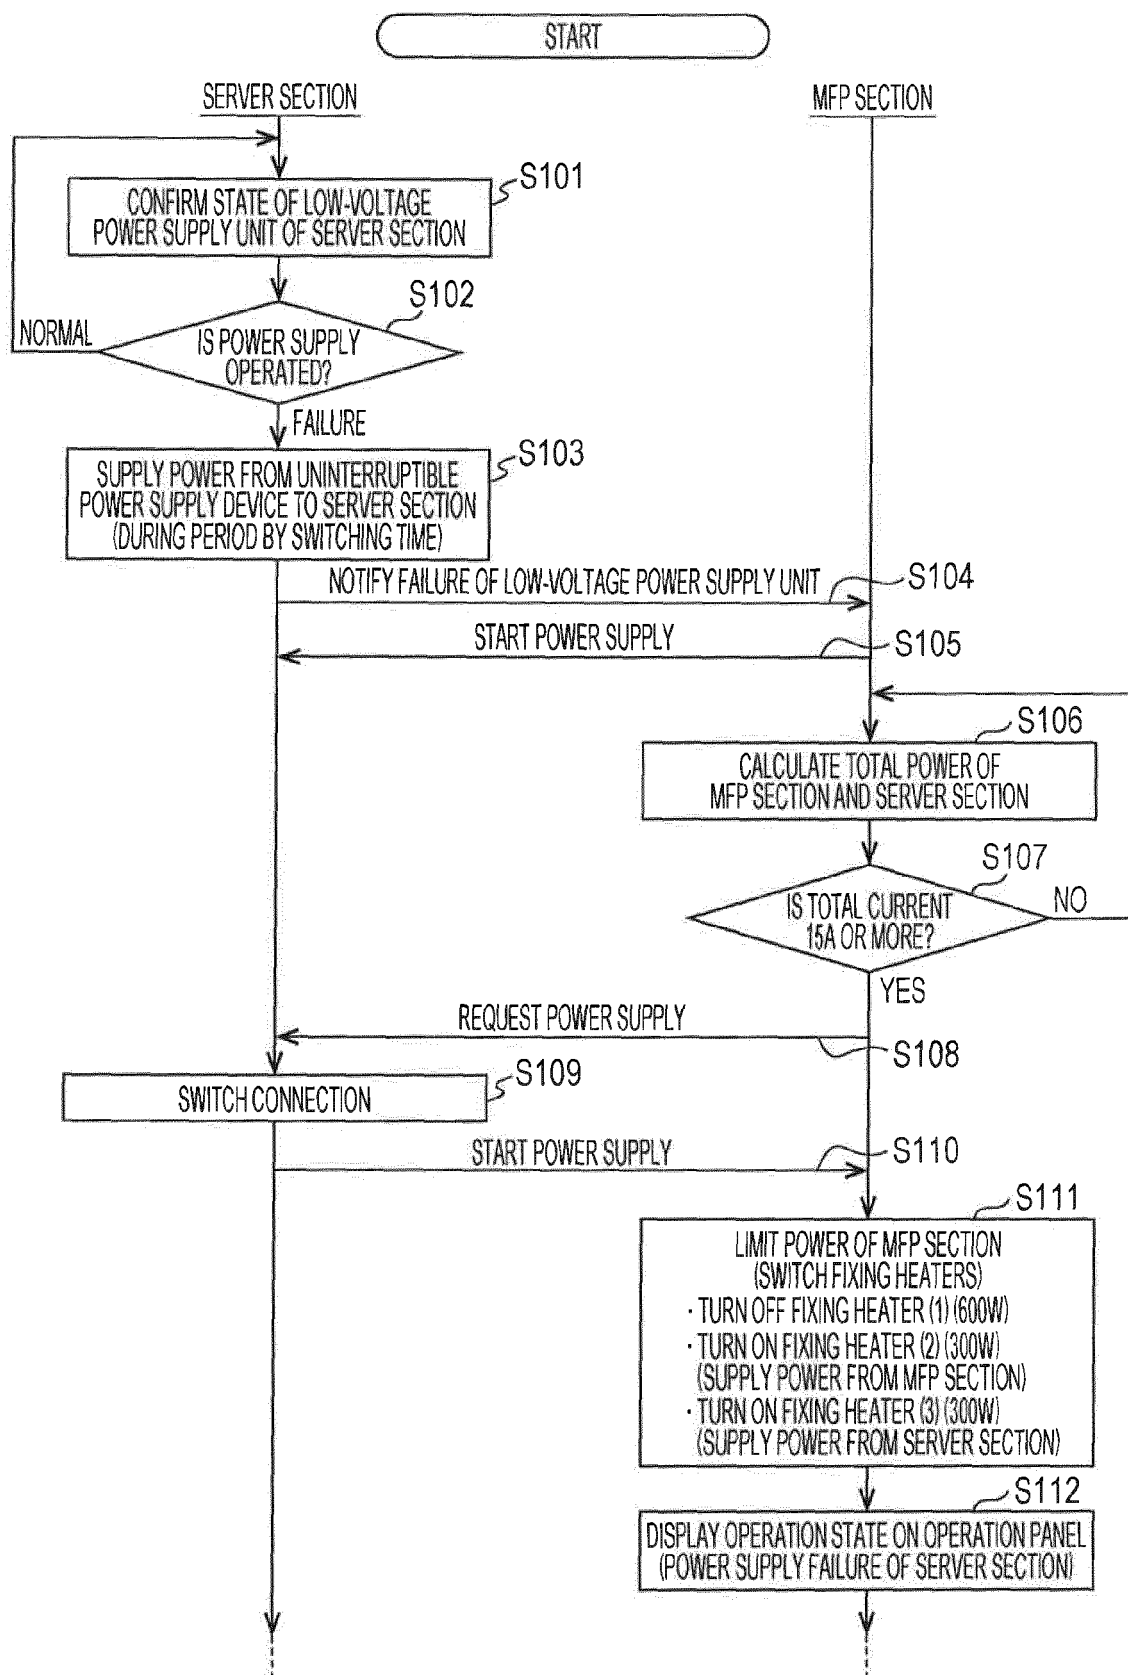 START
SERVER SECTION
MFP SECTION
S101
CONFIRM STATE OF LOW-VOLTAGE
POWER SUPPLY UNIT OF SERVER SECTION
S102
NORMAL
IS POWER SUPPLY
OPERATED?
FAILURE
S103
SUPPLY POWER FROM UNINTERRUPTIBLE
POWER SUPPLY DEVICE TO SERVER SECTION
(DURING PERIOD BY SWITCHING TIME)
NOTIFY FAILURE OF LOW-VOLTAGE POWER SUPPLY UNIT
S104
START POWER SUPPLY
S105
S106
CALCULATE TOTAL POWER OF
MFP SECTION AND SERVER SECTION
S107
IS TOTAL CURRENT
15A OR MORE?
NO
YES
REQUEST POWER SUPPLY
S108
S109
SWITCH CONNECTION
START POWER SUPPLY
S110
S111
LIMIT POWER OF MFP SECTION
(SWITCH FIXING HEATERS)
· TURN OFF FIXING HEATER (1) (600W)
· TURN ON FIXING HEATER (2) (300W)
(SUPPLY POWER FROM MFP SECTION)
· TURN ON FIXING HEATER (3) (300W)
(SUPPLY POWER FROM SERVER SECTION)
S112
DISPLAY OPERATION STATE ON OPERATION PANEL
(POWER SUPPLY FAILURE OF SERVER SECTION)